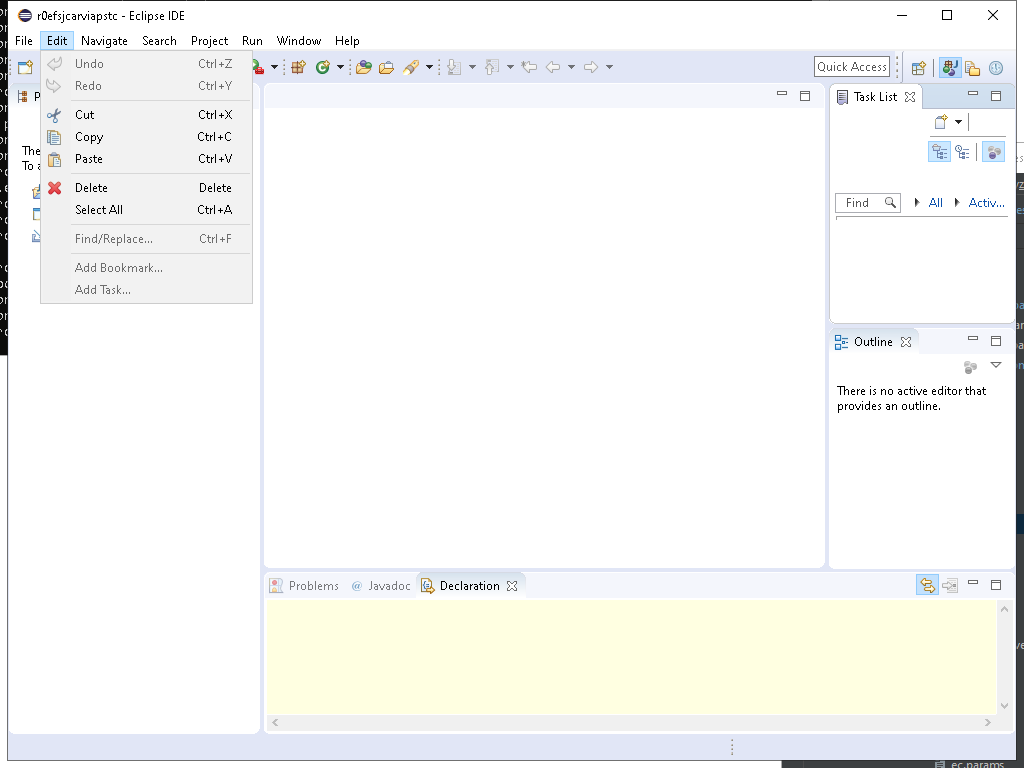 r0efsjcarviapstc - Eclipse IDE
File Edit Navigate Search Project Run Window Help
Undo Ctrl+Z
Redo Ctrl+Y
Cut Ctrl+X
Copy Ctrl+C
Paste Ctrl+V
Delete Delete
Select All Ctrl+A
Find/Replace... Ctrl+F
Add Bookmark...
Add Task...
Quick Access
Task List
Find All Activ...
Outline
There is no active editor that
provides an outline.
Problems @ Javadoc Declaration
ec.params